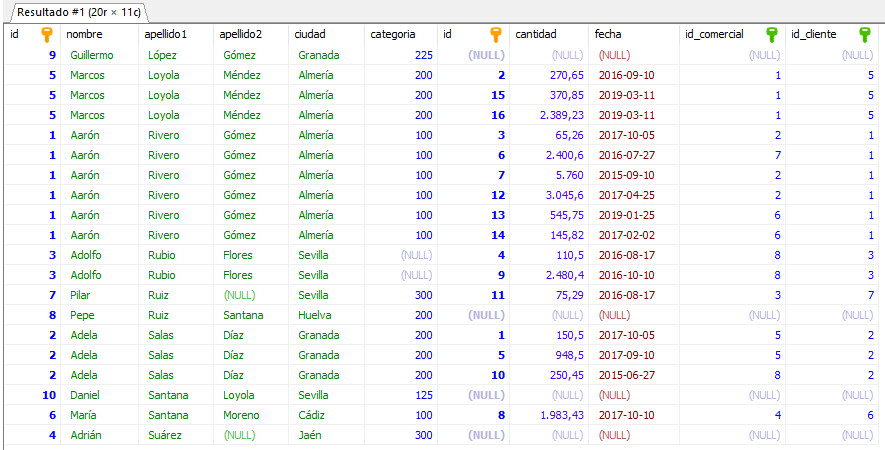 Resultado #1 (20r × 11c)
id nombre apellido1 apellido2 ciudad categoria id cantidad fecha id_comercial id_cliente
9 Guillermo López Gómez Granada 225 (NULL) (NULL) (NULL) (NULL) (NULL)
5 Marcos Loyola Méndez Almería 200 2 270,65 2016-09-10 1 5
5 Marcos Loyola Méndez Almería 200 15 370,85 2019-03-11 1 5
5 Marcos Loyola Méndez Almería 200 16 2.389,23 2019-03-11 1 5
1 Aarón Rivero Gómez Almería 100 3 65,26 2017-10-05 2 1
1 Aarón Rivero Gómez Almería 100 6 2.400,6 2016-07-27 7 1
1 Aarón Rivero Gómez Almería 100 7 5.760 2015-09-10 2 1
1 Aarón Rivero Gómez Almería 100 12 3.045,6 2017-04-25 2 1
1 Aarón Rivero Gómez Almería 100 13 545,75 2019-01-25 6 1
1 Aarón Rivero Gómez Almería 100 14 145,82 2017-02-02 6 1
3 Adolfo Rubio Flores Sevilla (NULL) 4 110,5 2016-08-17 8 3
3 Adolfo Rubio Flores Sevilla (NULL) 9 2.480,4 2016-10-10 8 3
7 Pilar Ruiz (NULL) Sevilla 300 11 75,29 2016-08-17 3 7
8 Pepe Ruiz Santana Huelva 200 (NULL) (NULL) (NULL) (NULL) (NULL)
2 Adela Salas Díaz Granada 200 1 150,5 2017-10-05 5 2
2 Adela Salas Díaz Granada 200 5 948,5 2017-09-10 5 2
2 Adela Salas Díaz Granada 200 10 250,45 2015-06-27 8 2
10 Daniel Santana Loyola Sevilla 125 (NULL) (NULL) (NULL) (NULL) (NULL)
6 María Santana Moreno Cádiz 100 8 1.983,43 2017-10-10 4 6
4 Adrián Suárez (NULL) Jaén 300 (NULL) (NULL) (NULL) (NULL) (NULL)